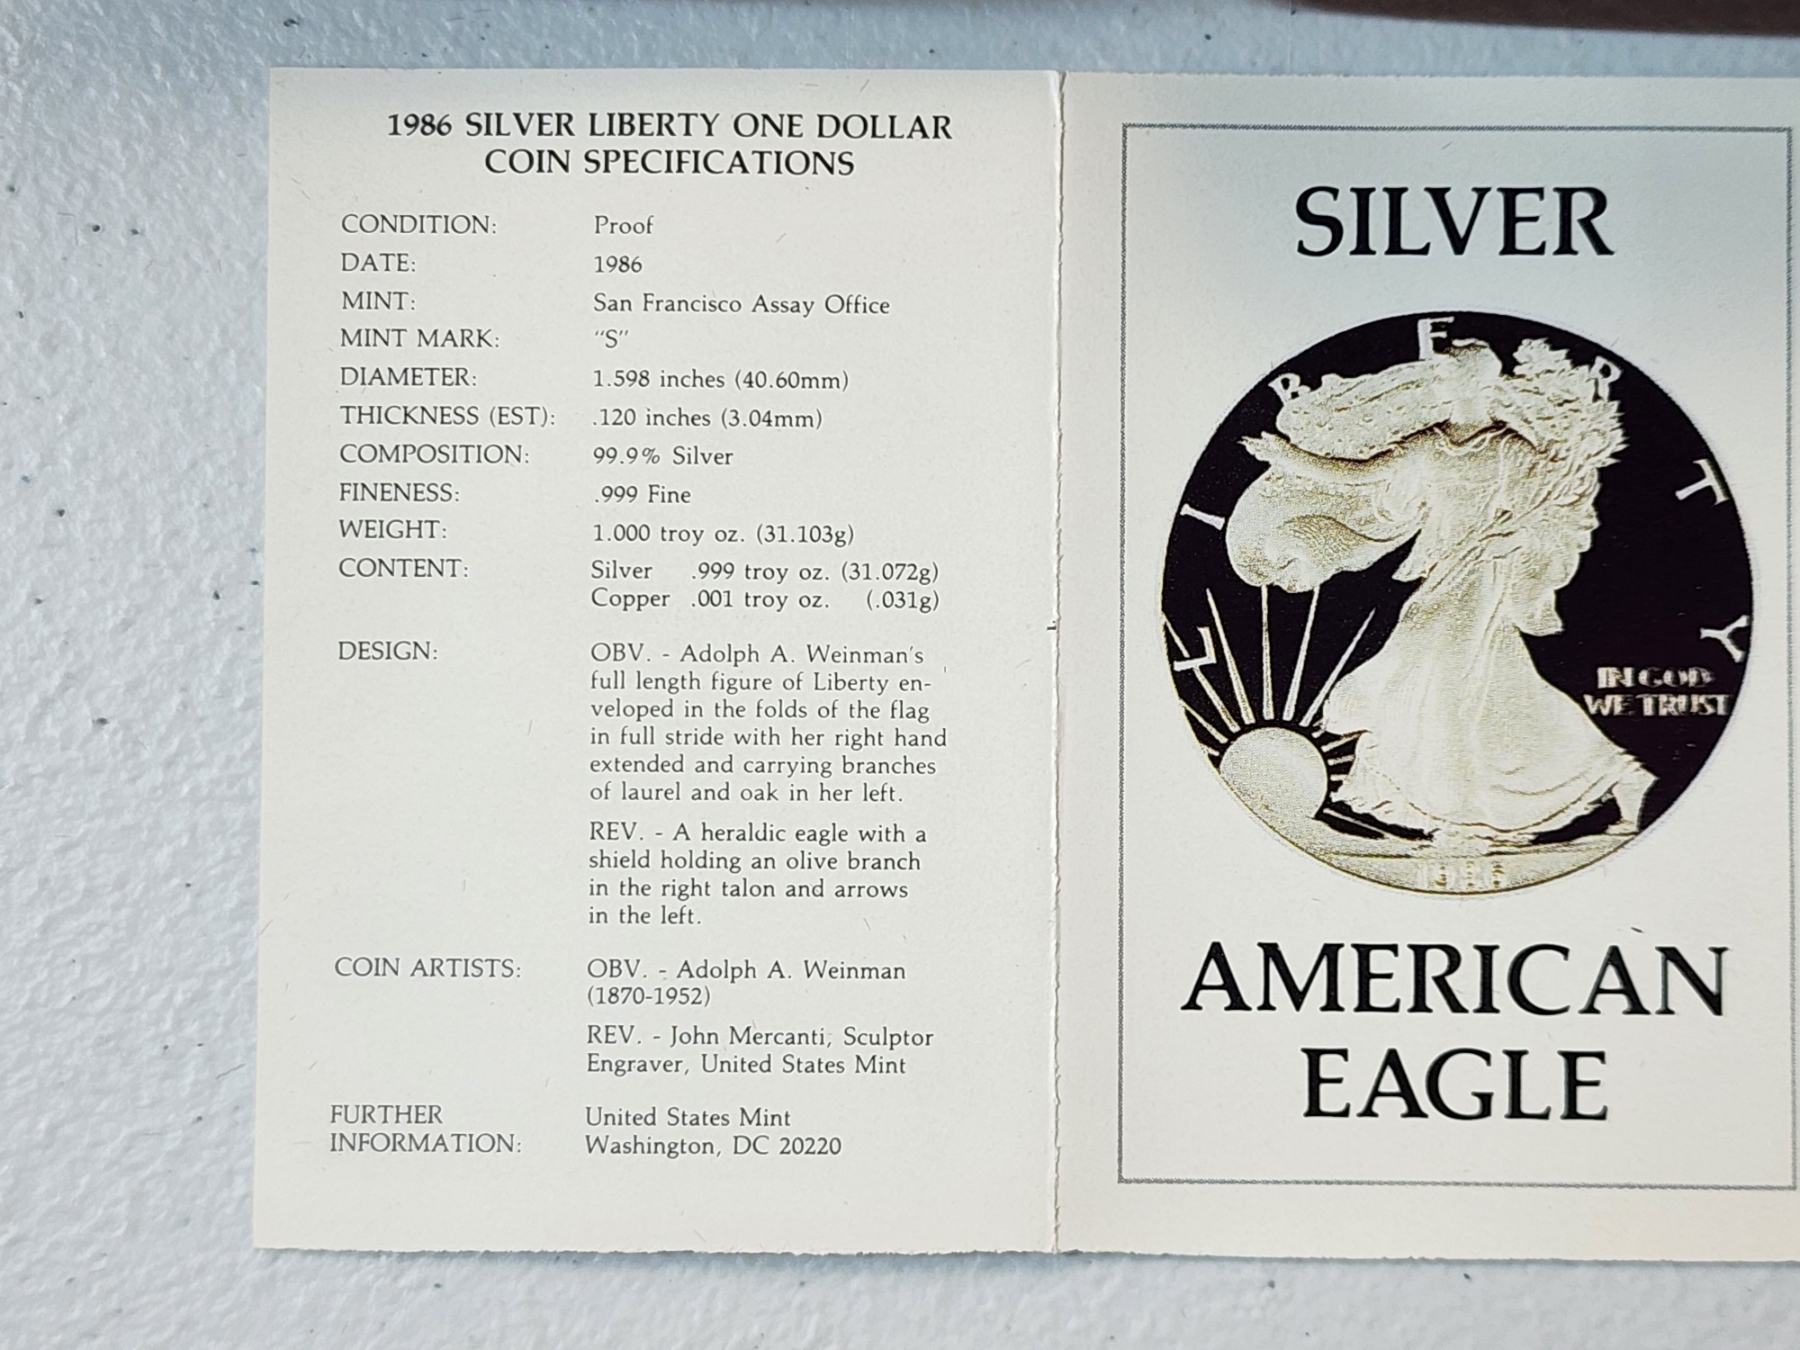 1986 SILVER LIBERTY ONE DOLLAR
COIN SPECIFICATIONS
CONDITION: Proof
DATE: 1986
MINT: San Francisco Assay Office
MINT MARK: "S"
DIAMETER: 1.598 inches (40.60mm)
THICKNESS (EST): .120 inches (3.04mm)
COMPOSITION: 99.9% Silver
FINENESS: .999 Fine
WEIGHT: 1.000 troy oz. (31.103g)
CONTENT: Silver .999 troy oz. (31.072g)
Copper .001 troy oz. (.031g)
DESIGN: OBV. - Adolph A. Weinman's
full length figure of Liberty en-
veloped in the folds of the flag
in full stride with her right hand
extended and carrying branches
of laurel and oak in her left.
REV. - A heraldic eagle with a
shield holding an olive branch
in the right talon and arrows
in the left.
COIN ARTISTS: OBV. - Adolph A. Weinman
(1870-1952)
REV. - John Mercanti, Sculptor
Engraver, United States Mint
FURTHER United States Mint
INFORMATION: Washington, DC 20220
SILVER
LIBERTY
IN GOD
WE TRUST
AMERICAN
EAGLE